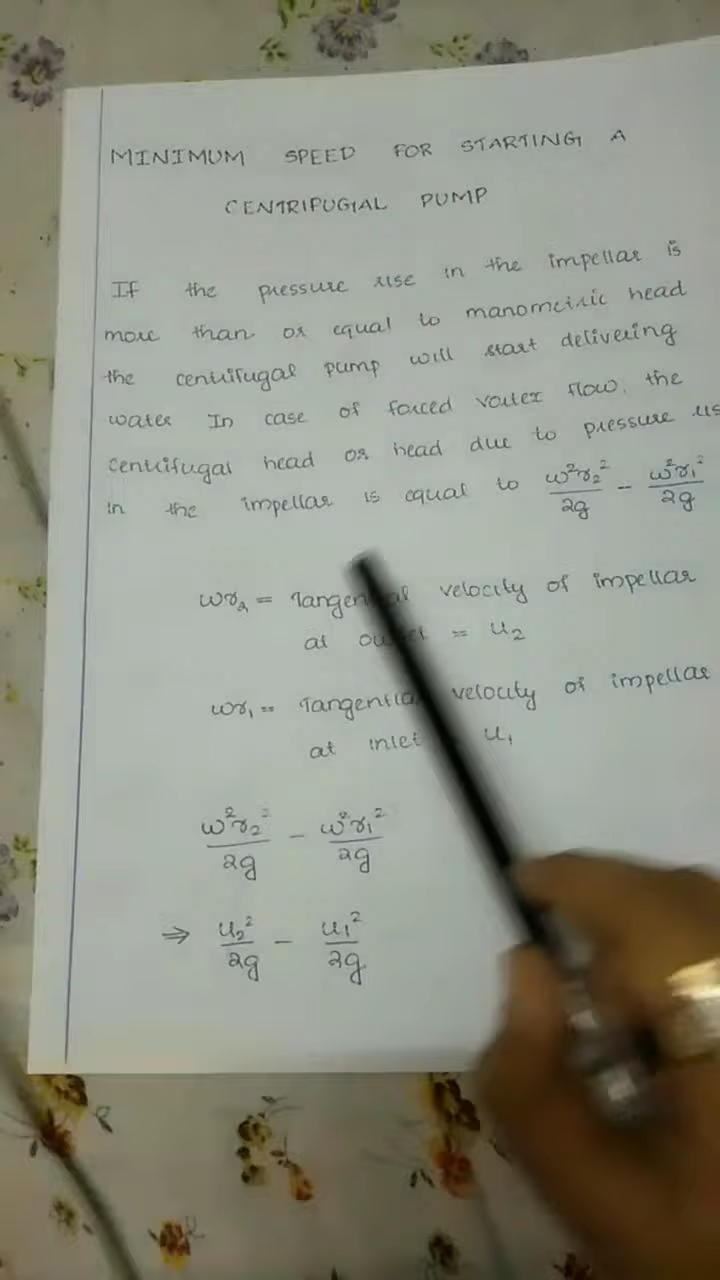 MINIMUM SPEED FOR STARTING A
CENTRIFUGAL PUMP
If the pressure rise in the impellar is
more than or equal to manometric head
the centrifugal pump will start delivering
water In case of forced vortex flow, the
centrifugal head or head due to pressure
in the impellar is equal to ω²r₂²/2g − ω²r₁²/2g
ωr₂ = Tangential velocity of impellar
at outlet = u₂
ωr₁ = Tangential velocity of impellar
at inlet u₁
ω²r₂²/2g − ω²r₁²/2g
⇒ u₂²/2g − u₁²/2g